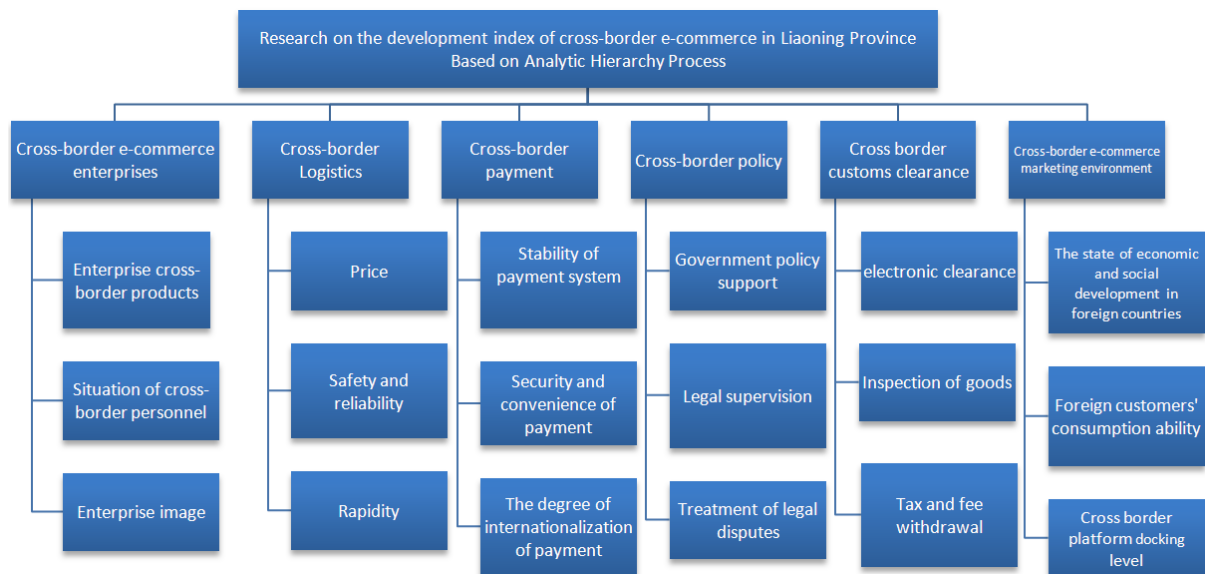 Research on the development index of cross-border e-commerce in Liaoning Province
Based on Analytic Hierarchy Process
Cross-border e-commerce
enterprises
Enterprise cross-
border products
Situation of cross-
border personnel
Enterprise image
Cross-border
Logistics
Price
Safety and
reliability
Rapidity
Cross-border
payment
Stability of
payment system
Security and
convenience of
payment
The degree of
internationalization
of payment
Cross-border policy
Government policy
support
Legal supervision
Treatment of legal
disputes
Cross border
customs clearance
electronic clearance
Inspection of goods
Tax and fee
withdrawal
Cross-border e-commerce
marketing environment
The state of economic
and social
development in
foreign countries
Foreign customers'
consumption ability
Cross border
platform docking
level